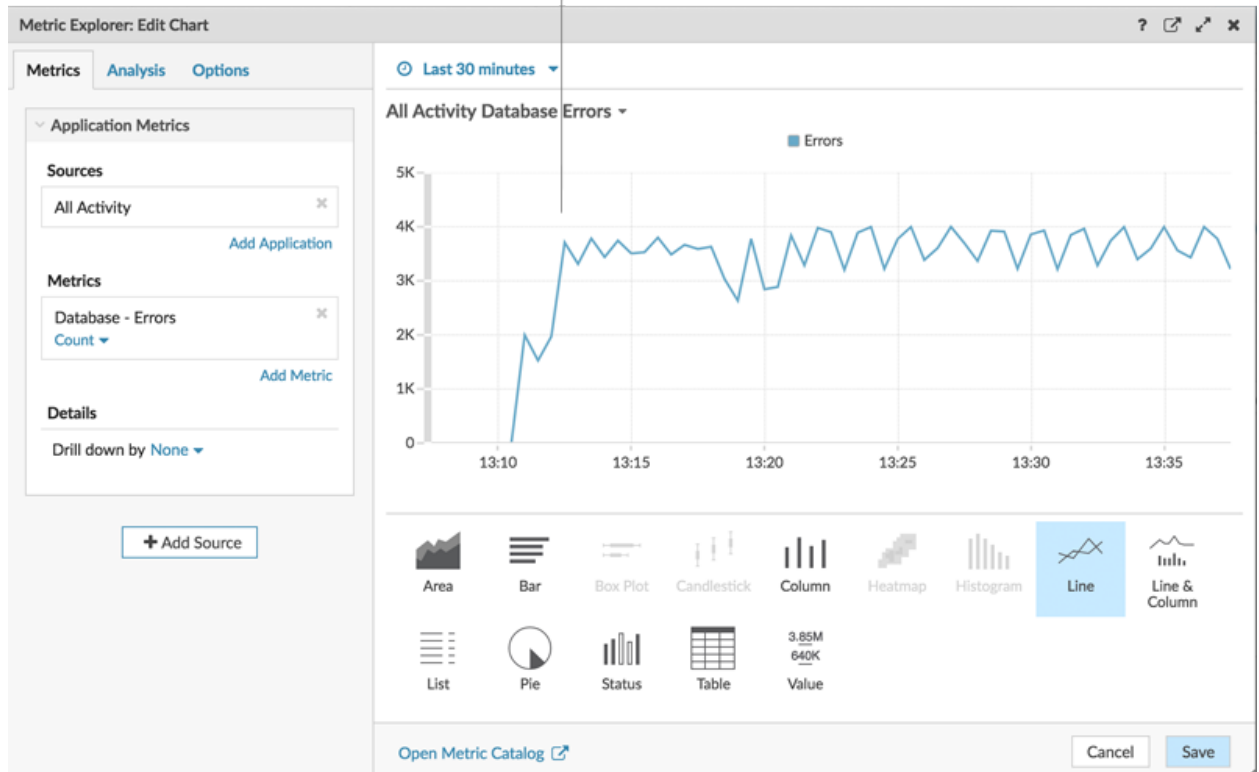 Metric Explorer: Edit Chart
?
Metrics Analysis Options
Application Metrics
Sources
All Activity
Add Application
Metrics
Database - Errors
Count
Add Metric
Details
Drill down by None
+ Add Source
Last 30 minutes
All Activity Database Errors
Errors
5K
4K
3K
2K
1K
0
13:10 13:15 13:20 13:25 13:30 13:35
Area Bar Box Plot Candlestick Column Heatmap Histogram Line Line &
Column
3.85M
640K
List Pie Status Table Value
Open Metric Catalog
Cancel Save